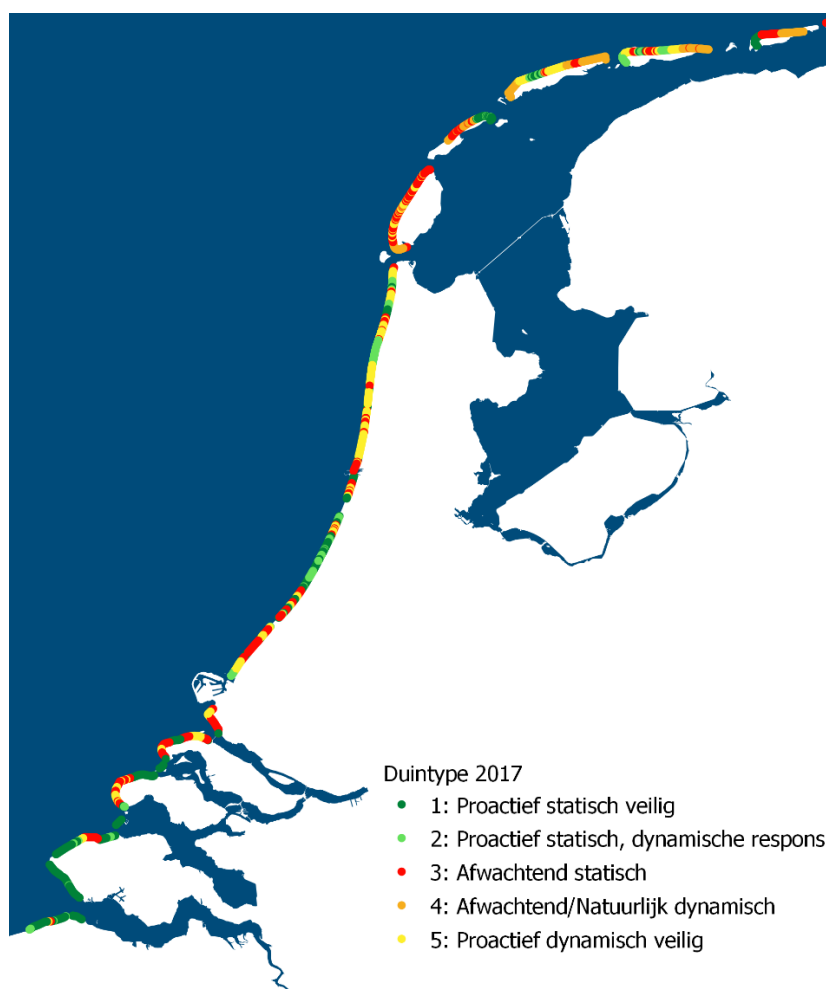 Duintype 2017
1: Proactief statisch veilig
2: Proactief statisch, dynamische respons
3: Afwachtend statisch
4: Afwachtend/Natuurlijk dynamisch
5: Proactief dynamisch veilig